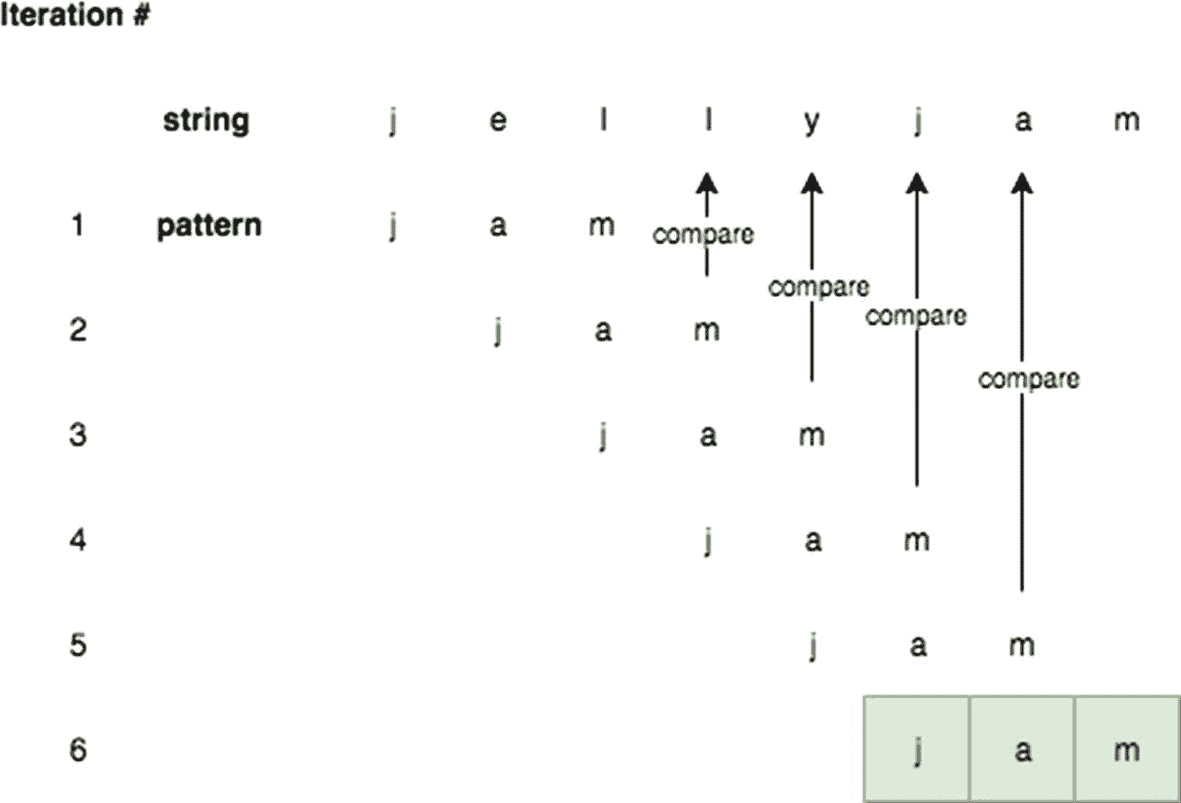 Iteration #
string j e l l y j a m
1 pattern j a m
compare
compare
compare
2 j a m
compare
3 j a m
4 j a m
5 j a m
6 j a m